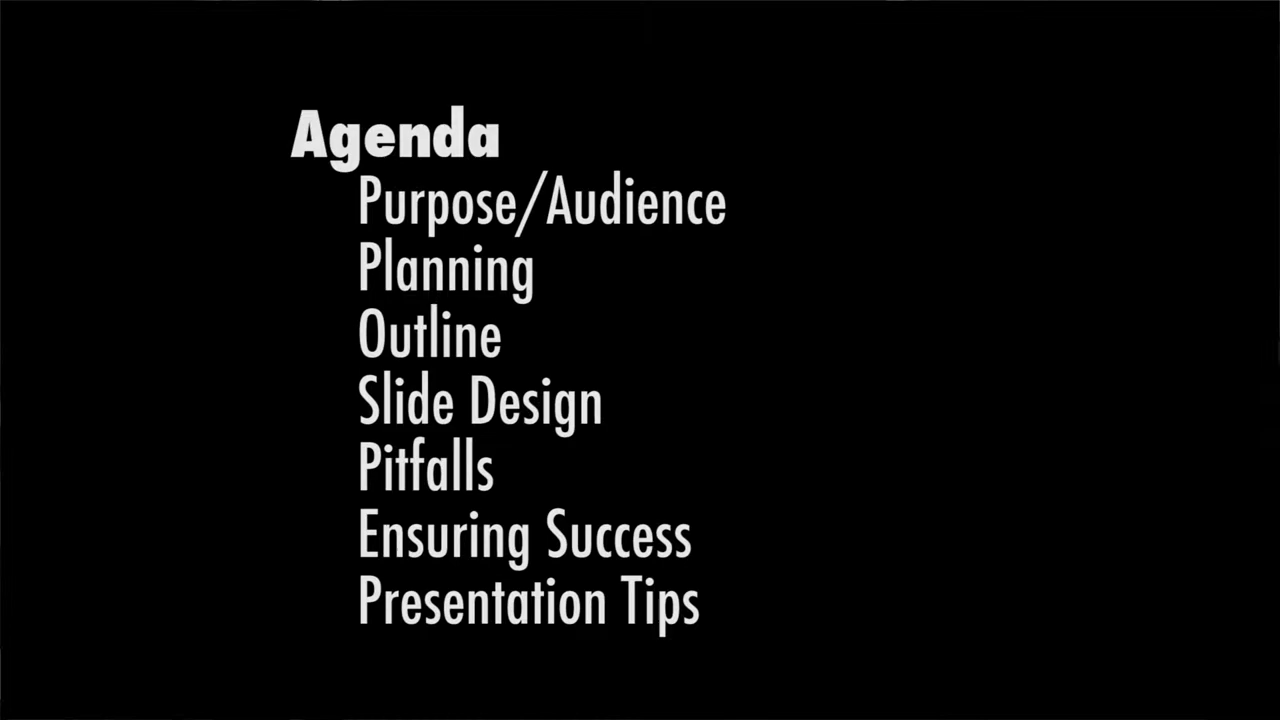 Agenda
Purpose/Audience
Planning
Outline
Slide Design
Pitfalls
Ensuring Success
Presentation Tips